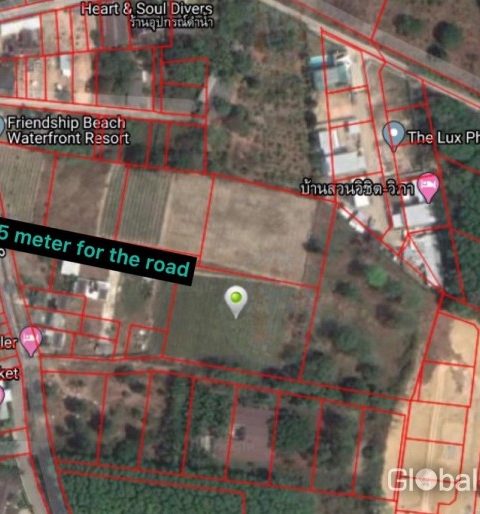 Heart & Soul Divers
ร้านอุปกรณ์ดำน้ำ
Friendship Beach
Waterfront Resort
The Lux Ph
บ้านสวนวิชิต-วิภา
5 meter for the road
ler
ket
Global